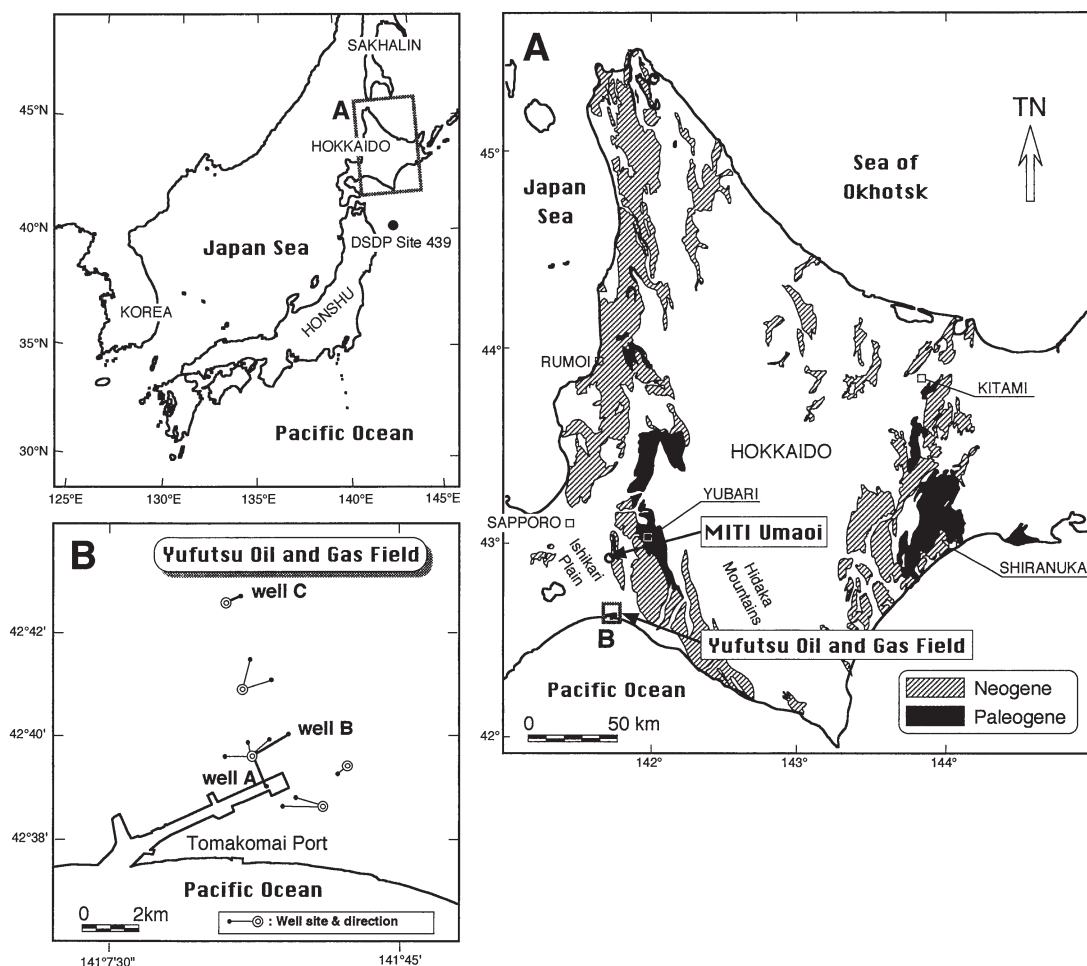 SAKHALIN
45°N
A
HOKKAIDO
40°N
DSDP Site 439
Japan Sea
KOREA
HONSHU
35°N
Pacific Ocean
30°N
125°E
130°E
135°E
140°E
145°E
A
TN
45°
Japan
Sea
Sea of
Okhotsk
44°
RUMOI
KITAMI
HOKKAIDO
YUBARI
SAPPORO
MITI Umaoi
43°
Ishikari
Plain
Hidaka
Mountains
SHIRANUKA
B
Yufutsu Oil and Gas Field
Pacific Ocean
0 50 km
Neogene
Paleogene
42°
142°
143°
144°
B
Yufutsu Oil and Gas Field
well C
42°42'
well B
42°40'
well A
42°38'
Tomakomai Port
Pacific Ocean
0 2km
: Well site & direction
141°7'30"
141°45'